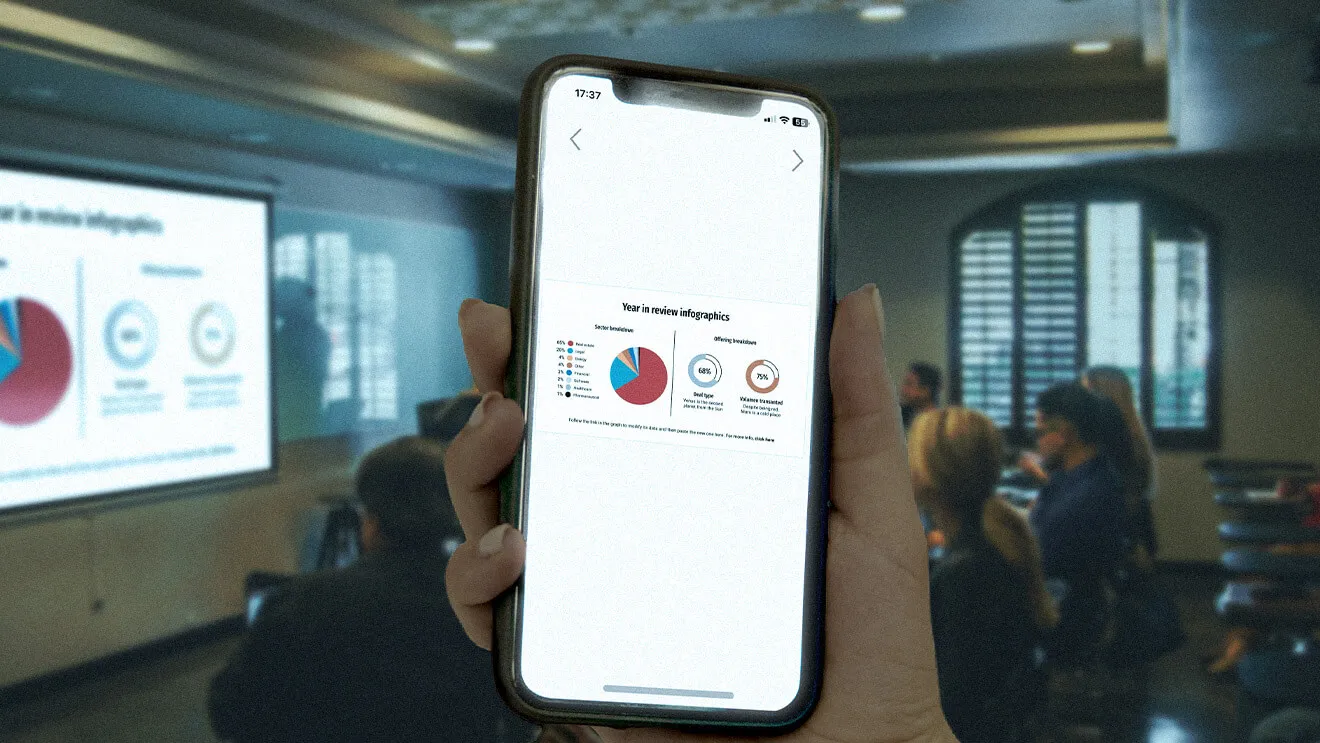 17:37
55
Year in review infographics
Sector breakdown
Offering breakdown
65% Real estate
20% Legal
4% Energy
4% Other
3% Financial
2% Software
1% Healthcare
1% Pharmaceutical
68%
75%
Deal type
Venus is the second
planet from the Sun
Volumen transacted
Despite being red,
Mars is a cold place
Follow the link in the graph to modify its data and then paste the new one here. For more info, click here
Year in review infographics